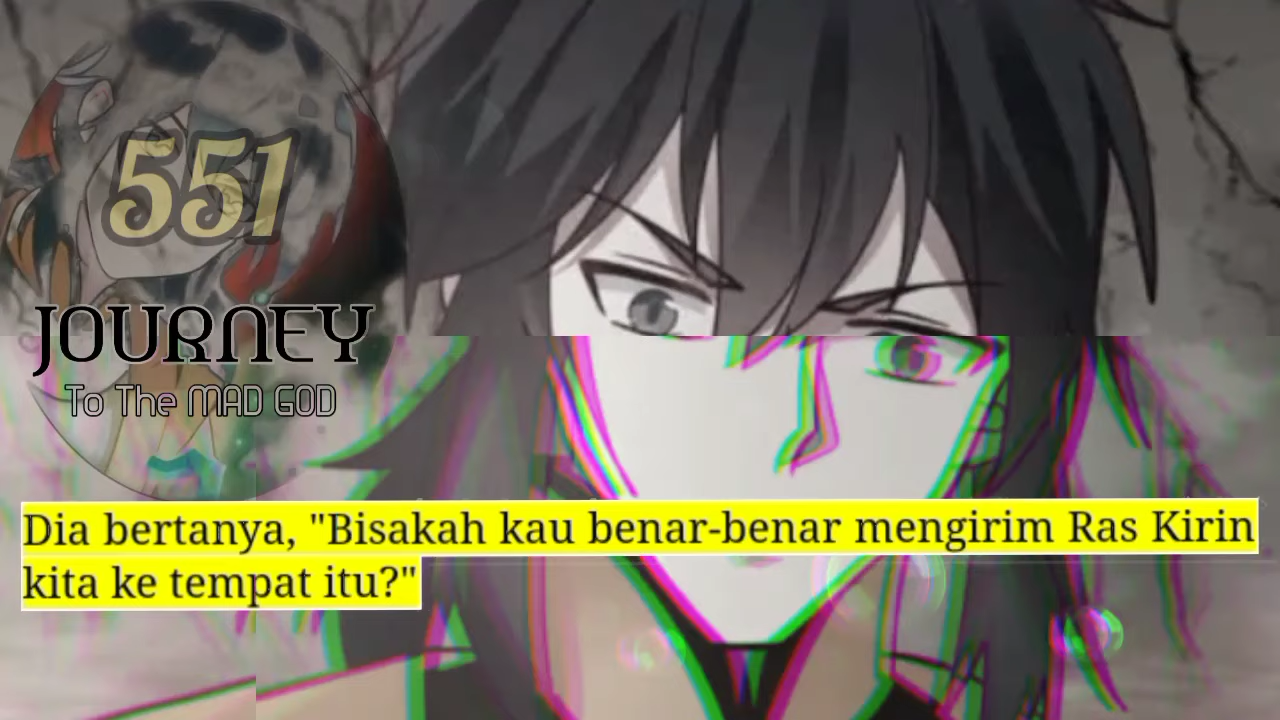 551
JOURNEY
To The MAD GOD
Dia bertanya, "Bisakah kau benar-benar mengirim Ras Kirin
kita ke tempat itu?"